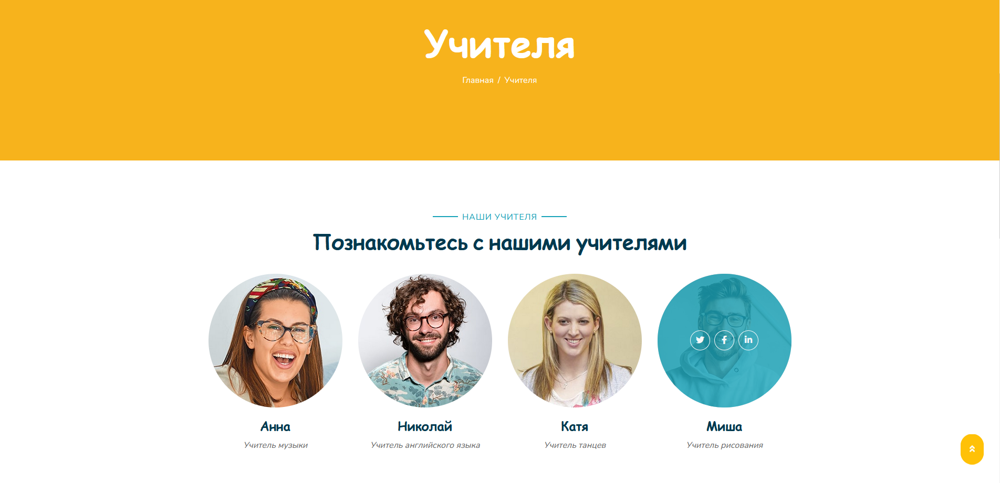 Учителя
Главная / Учителя
НАШИ УЧИТЕЛЯ
Познакомьтесь с нашими учителями
Анна
Николай
Катя
Миша
Учитель музыки
Учитель английского языка
Учитель танцев
Учитель рисования